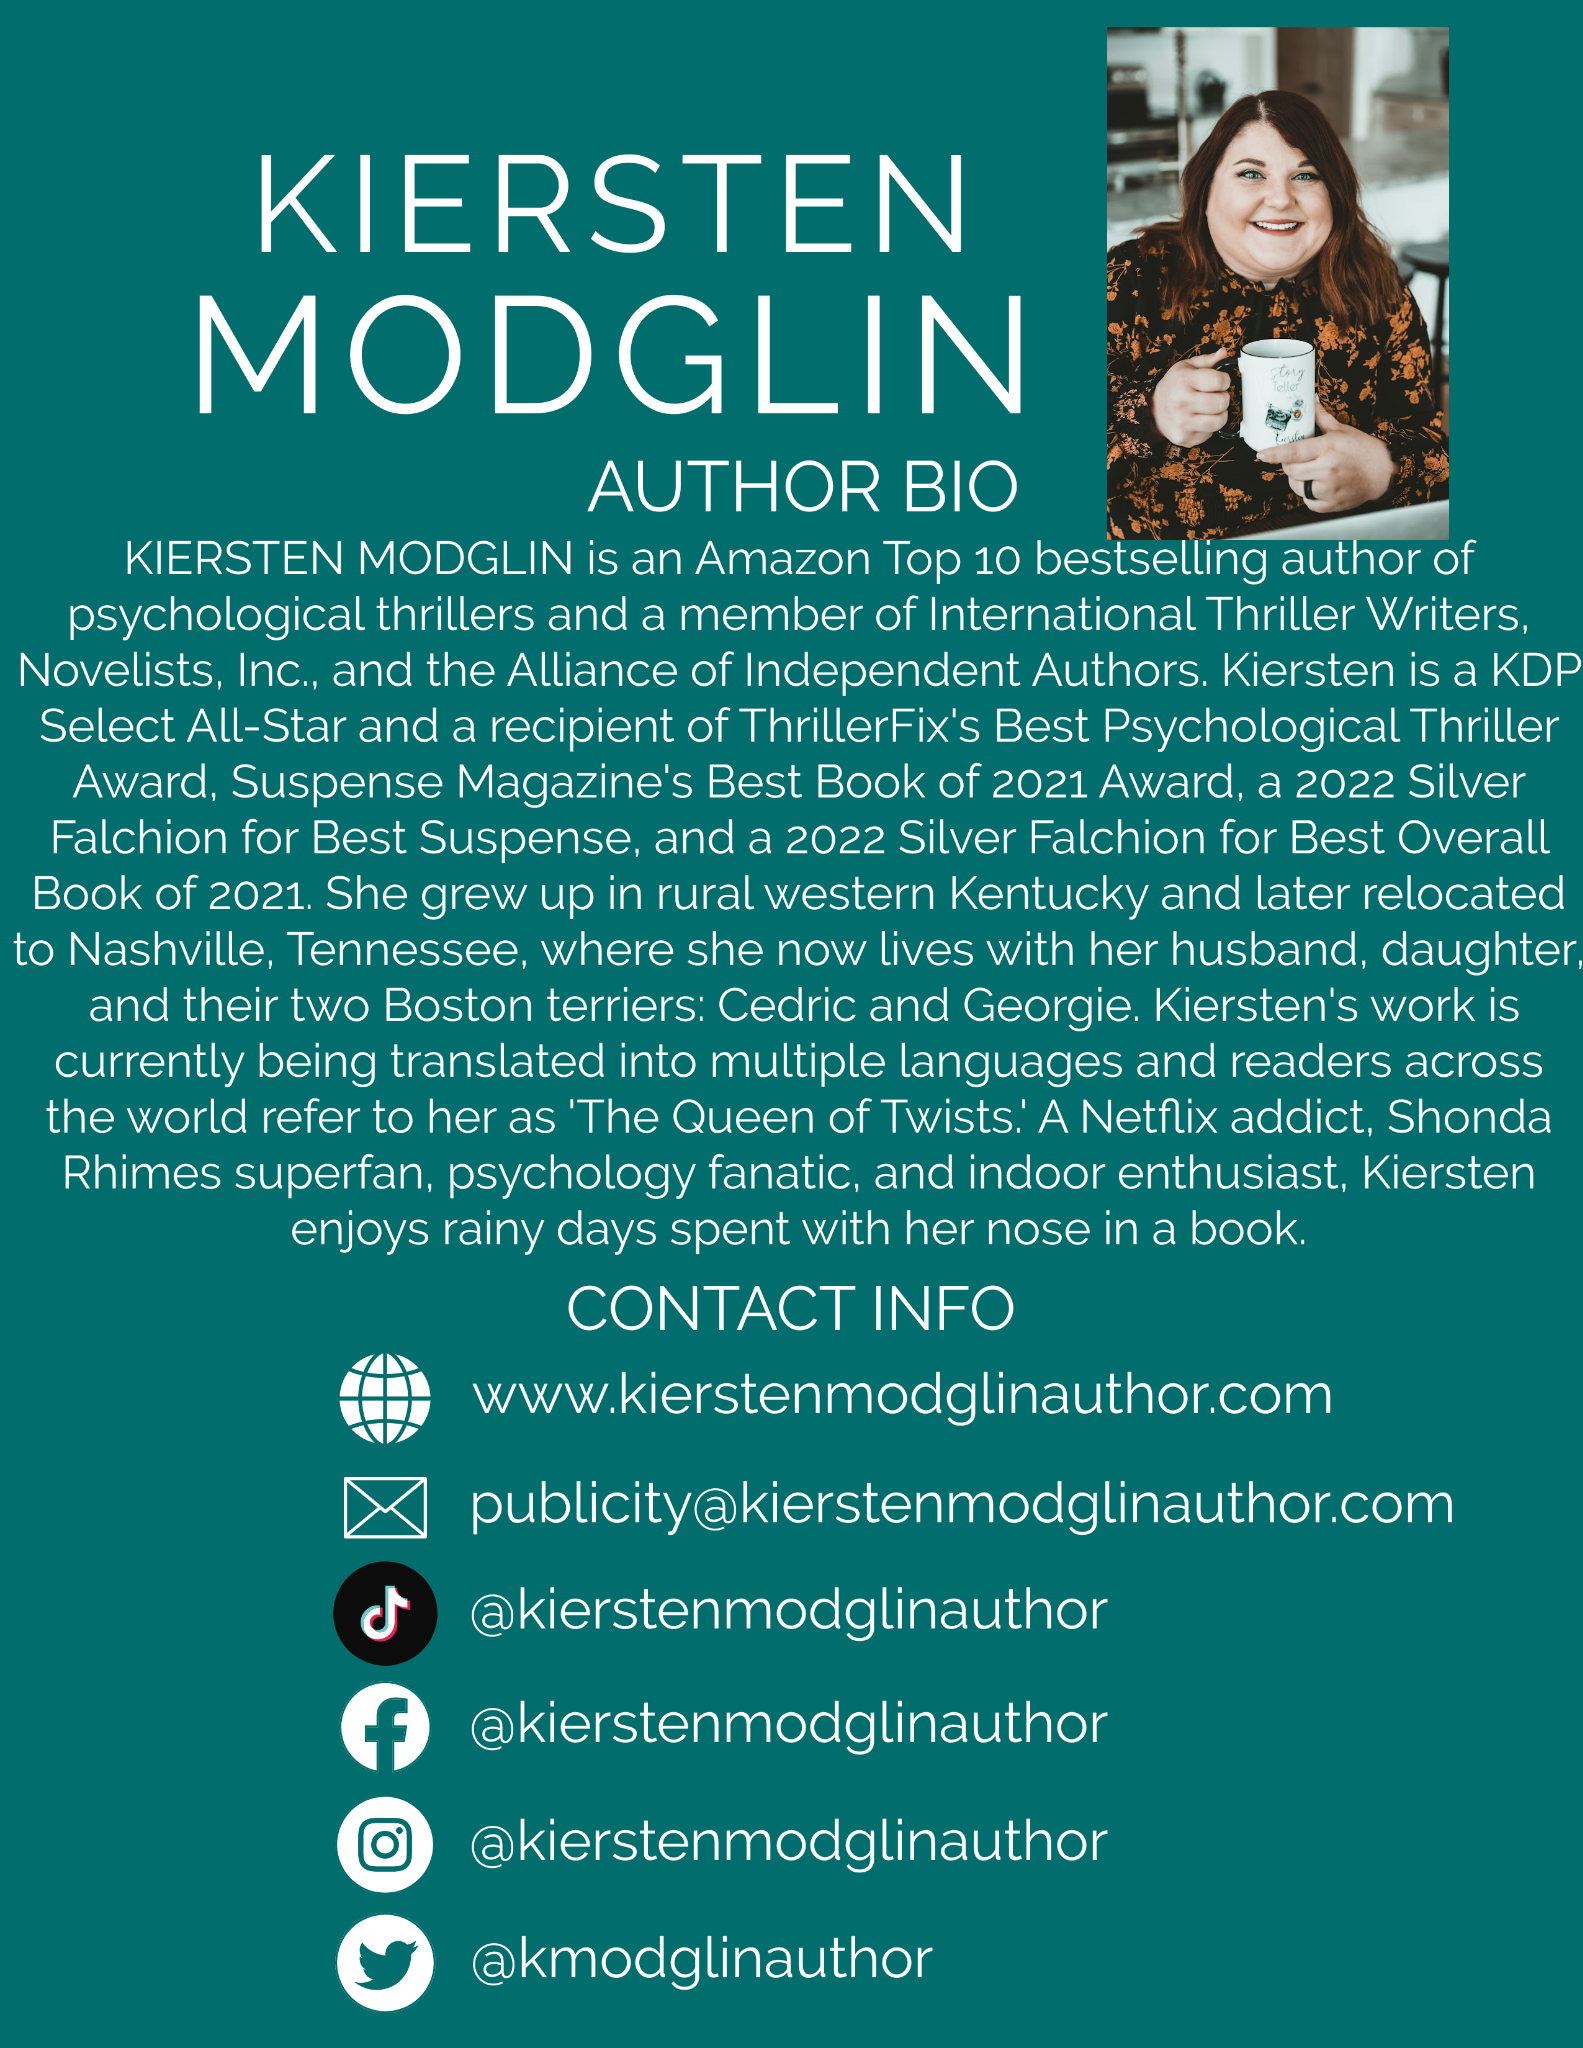 KIERSTEN
MODGLIN
Story
Teller
Kiersten
AUTHOR BIO
KIERSTEN MODGLIN is an Amazon Top 10 bestselling author of
psychological thrillers and a member of International Thriller Writers,
Novelists, Inc., and the Alliance of Independent Authors. Kiersten is a KDP
Select All-Star and a recipient of ThrillerFix's Best Psychological Thriller
Award, Suspense Magazine's Best Book of 2021 Award, a 2022 Silver
Falchion for Best Suspense, and a 2022 Silver Falchion for Best Overall
Book of 2021. She grew up in rural western Kentucky and later relocated
to Nashville, Tennessee, where she now lives with her husband, daughter,
and their two Boston terriers: Cedric and Georgie. Kiersten's work is
currently being translated into multiple languages and readers across
the world refer to her as 'The Queen of Twists.' A Netflix addict, Shonda
Rhimes superfan, psychology fanatic, and indoor enthusiast, Kiersten
enjoys rainy days spent with her nose in a book.
CONTACT INFO
www.kierstenmodglinauthor.com
publicity@kierstenmodglinauthor.com
@kierstenmodglinauthor
@kierstenmodglinauthor
@kierstenmodglinauthor
@kmodglinauthor